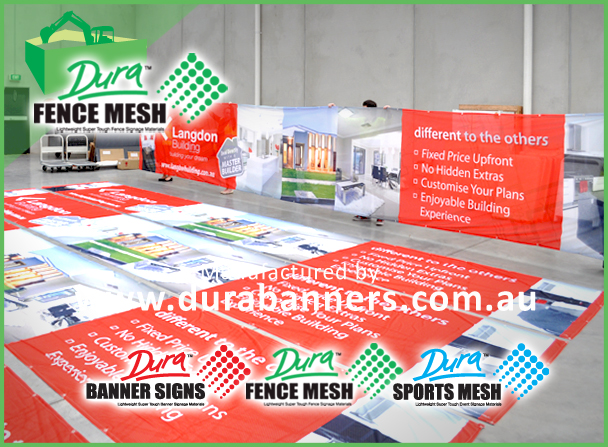 Dura™
FENCE MESH
Lightweight Super Tough Fence Signage Materials
Langdon
Building
building your dream
www.langdonbuilding.com.au
MASTER
BUILDER
different to the others
Fixed Price Upfront
No Hidden Extras
Customise Your Plans
Enjoyable Building
Experience
Langdon
different to the others
Fixed Price Upfront
No Hidden Extras
Customise Your Plans
Enjoyable Building
Experience
Manufactured by
www.durabanners.com.au
Dura™
BANNER SIGNS
Lightweight Super Tough Banner Signage Materials
Dura™
FENCE MESH
Lightweight Super Tough Fence Signage Materials
Dura™
SPORTS MESH
Lightweight Super Tough Event Signage Materials